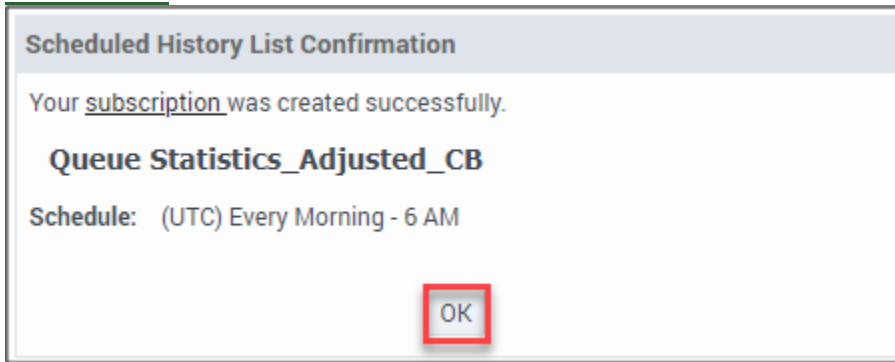 Scheduled History List Confirmation
Your subscription was created successfully.
Queue Statistics_Adjusted_CB
Schedule: (UTC) Every Morning - 6 AM
OK